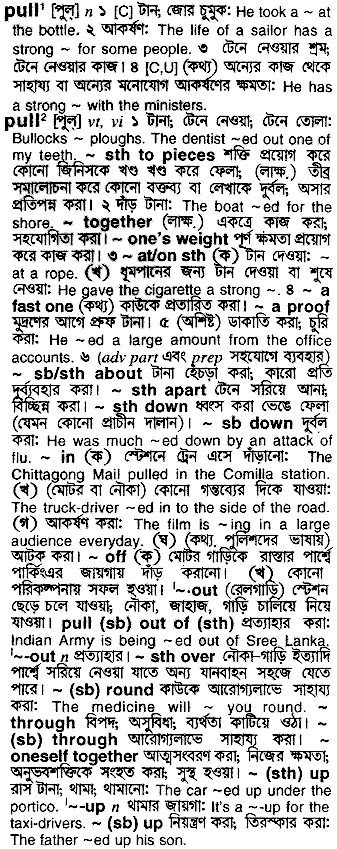 pull¹ [পুল্] n ১ [C] টান; জোর চুমুক: He took a ~ at
the bottle. ২ আকর্ষণ: The life of a sailor has a
strong ~ for some people. ৩ টেনে নেওয়ার শ্রম;
টেনে নেওয়ার কাজ। ৪ [C,U] (কথ্য) অন্যের কাজ থেকে
সাহায্য বা অন্যের মনোযোগ আকর্ষণের ক্ষমতা: He has
a strong ~ with the ministers.
pull² [পুল্] vt, vi ১ টানা; টেনে নেওয়া; টেনে তোলা:
Bullocks ~ ploughs. The dentist ~ed out one of
my teeth. ~ sth to pieces শক্তি প্রয়োগ করে
কোনো জিনিসকে খণ্ড খণ্ড করে ফেলা; (লাক্ষ.) তীব্র
সমালোচনা করে কোনো বক্তব্য বা লেখাকে দুর্বল; অসার
প্রতিপন্ন করা। ২ দাঁড় টানা: The boat ~ed for the
shore. ~ together (লাক্ষ.) একত্রে কাজ করা;
সহযোগিতা করা। ~ one's weight পূর্ণ ক্ষমতা প্রয়োগ
করে কাজ করা। ৩ ~ at/on sth (ক) টান দেওয়া: ~
at a rope. (খ) ধূমপানের জন্য টান দেওয়া বা শুষে
নেওয়া: He gave the cigarette a strong ~. ৪ ~ a
fast one (কথ্য) কাউকে প্রতারিত করা। ~ a proof
মুদ্রণের আগে প্রুফ টানা। ৫ (অশিষ্ট) ডাকাতি করা; চুরি
করা: He ~ed a large amount from the office
accounts. ৬ (adv part এবং prep সহযোগে ব্যবহার)
~ sb/sth about টানা হেঁচড়া করা; কারো প্রতি
দুর্ব্যবহার করা। ~ sth apart টেনে সরিয়ে আনা;
বিচ্ছিন্ন করা। ~ sth down ধ্বংস করা ভেঙে ফেলা
(যেমন কোনো প্রাচীন দালান)। ~ sb down দুর্বল
করা: He was much ~ed down by an attack of
flu. ~ in (ক) স্টেশনে ট্রেন এসে দাঁড়ানো: The
Chittagong Mail pulled in the Comilla station.
(খ) (মোটর বা নৌকা) কোনো গন্তব্যের দিকে যাওয়া:
The truck-driver ~ed in to the side of the road.
(গ) আকর্ষণ করা: The film is ~ing in a large
audience everyday. (ঘ) (কথ্য, পুলিশদের ভাষায়)
আটক করা। ~ off (ক) মোটর গাড়িকে রাস্তার পার্শ্বে
পার্কিংএর জায়গায় দাঁড় করানো। (খ) কোনো
পরিকল্পনায় সফল হওয়া। '~-out (রেলগাড়ি) স্টেশন
ছেড়ে চলে যাওয়া; নৌকা, জাহাজ, গাড়ি চালিয়ে নিয়ে
যাওয়া। pull (sb) out of (sth) প্রত্যাহার করা:
Indian Army is being ~ed out of Sree Lanka.
'~-out n প্রত্যাহার। ~ sth over নৌকা-গাড়ি ইত্যাদি
পার্শ্বে সরিয়ে নেওয়া যাতে অন্য যানবাহন সহজে যেতে
পারে। ~ (sb) round কাউকে আরোগ্যলাভে সাহায্য
করা: The medicine will ~ you round. ~
through বিপদ; অসুবিধা; ব্যর্থতা কাটিয়ে ওঠা। ~
(sb) through আরোগ্যলাভে সাহায্য করা। ~
oneself together আত্মসংবরণ করা; নিজের ক্ষমতা;
অনুভবশক্তিকে সংহত করা; সুস্থ হওয়া। ~ (sth) up
রাস টানা; থামা; থামানো: The car ~ed up under the
portico. '~-up n থামার জায়গা: It's a ~-up for the
taxi-drivers. ~ (sb) up নিয়ন্ত্রণ করা; তিরস্কার করা:
The father ~ed up his son.